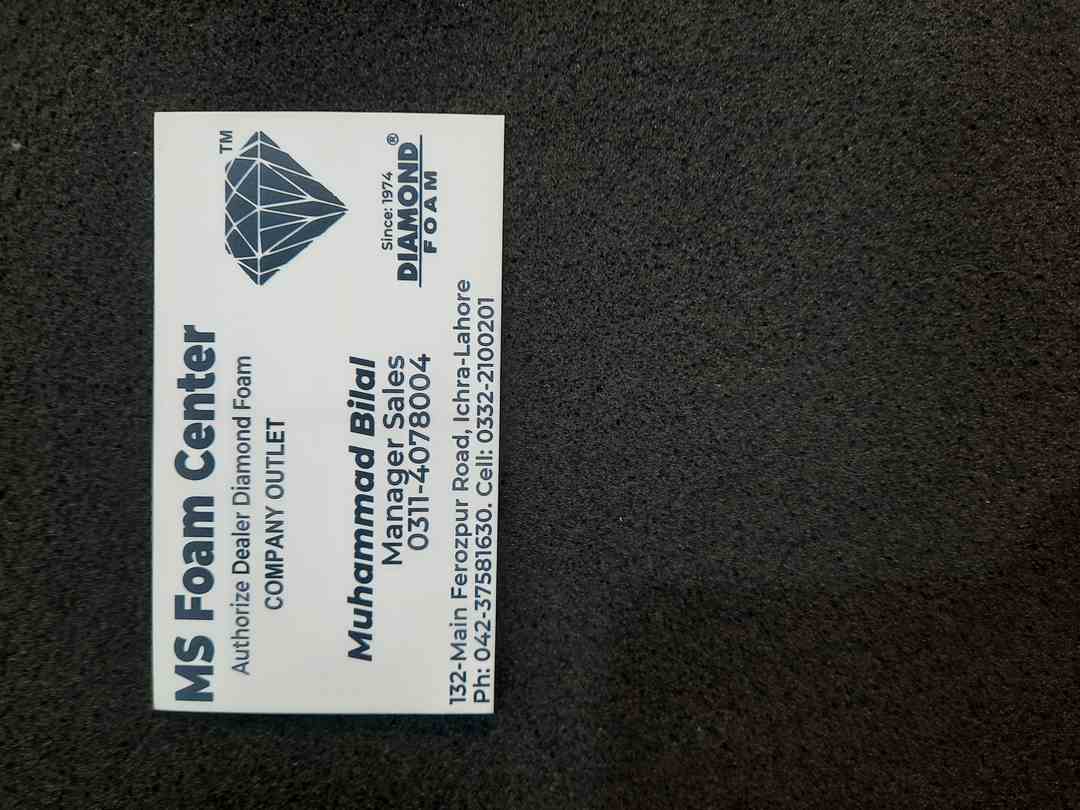 MS Foam Center
Authorize Dealer Diamond Foam
COMPANY OUTLET
TM
Muhammad Bilal
Manager Sales
0311-4078004
Since: 1974
DIAMOND®
FOAM
132-Main Ferozpur Road, Ichra-Lahore
Ph: 042-37581630. Cell: 0332-2100201